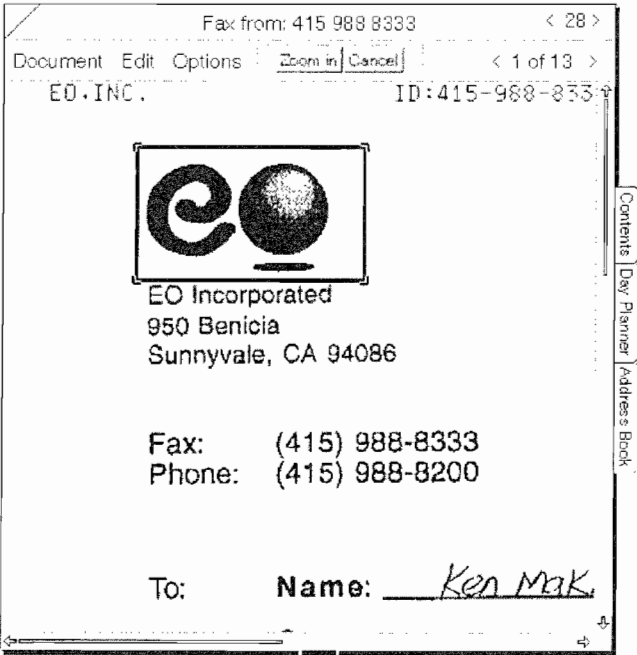 Fax from: 415 988 8333 < 28 >
Document Edit Options Zoom in Cancel < 1 of 13 >
EO.INC. ID:415-988-833
eo
EO Incorporated
950 Benicia
Sunnyvale, CA 94086
Fax: (415) 988-8333
Phone: (415) 988-8200
To: Name: Ken Mak.
Contents
Day Planner
Address Book